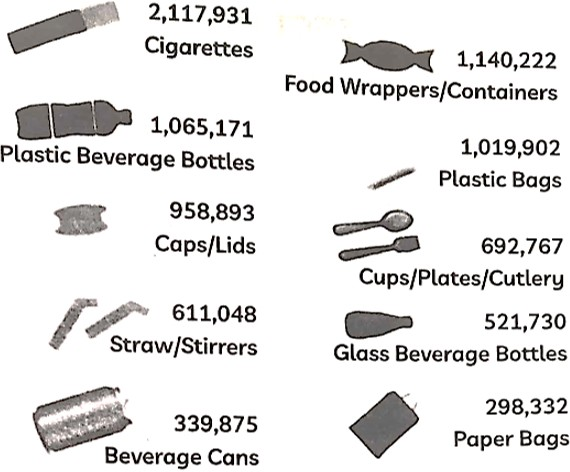 2,117,931
Cigarettes
1,140,222
Food Wrappers/Containers
1,065,171
Plastic Beverage Bottles
1,019,902
Plastic Bags
958,893
Caps/Lids
692,767
Cups/Plates/Cutlery
611,048
Straw/Stirrers
521,730
Glass Beverage Bottles
339,875
Beverage Cans
298,332
Paper Bags